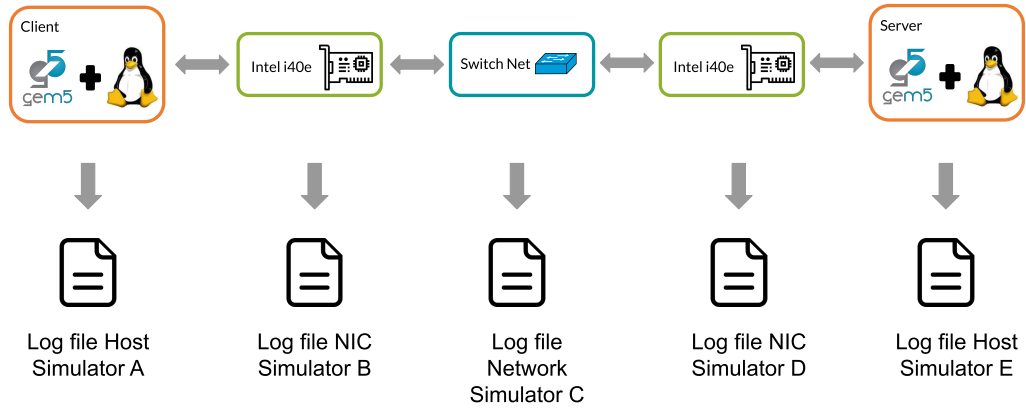 Client
gem5
Intel i40e
Switch Net
Intel i40e
Server
gem5
Log file Host
Simulator A
Log file NIC
Simulator B
Log file
Network
Simulator C
Log file NIC
Simulator D
Log file Host
Simulator E